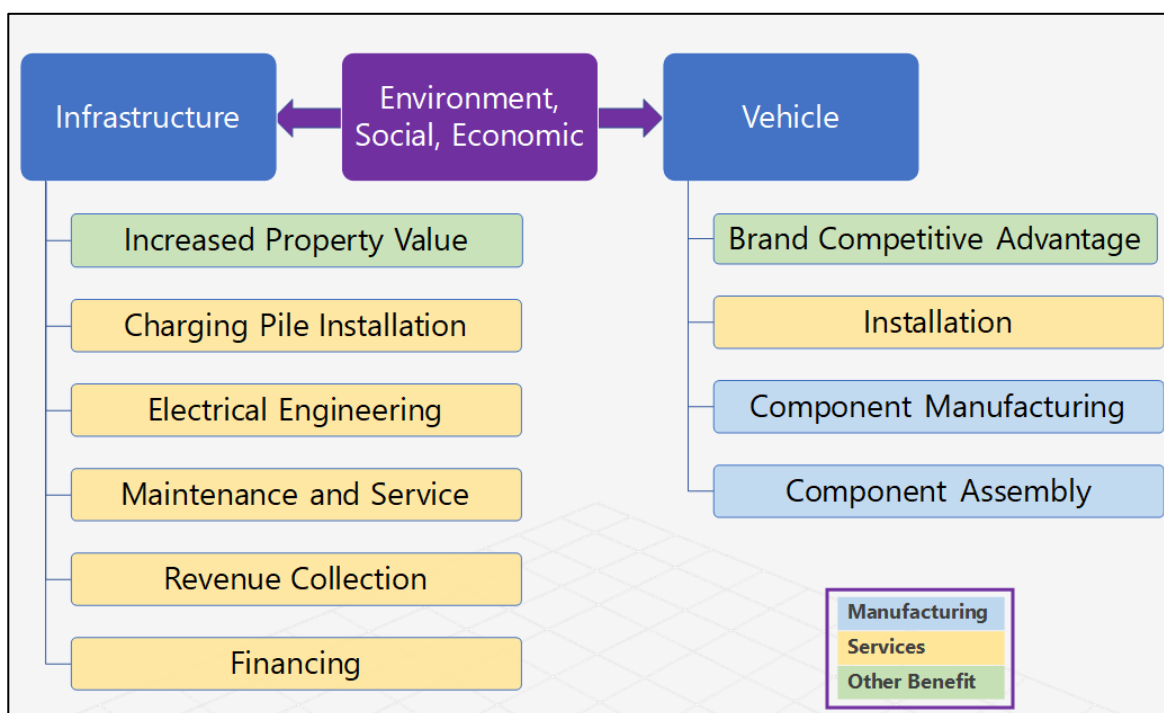 Infrastructure
Environment,
Social, Economic
Vehicle
Increased Property Value
Charging Pile Installation
Electrical Engineering
Maintenance and Service
Revenue Collection
Financing
Brand Competitive Advantage
Installation
Component Manufacturing
Component Assembly
Manufacturing
Services
Other Benefit